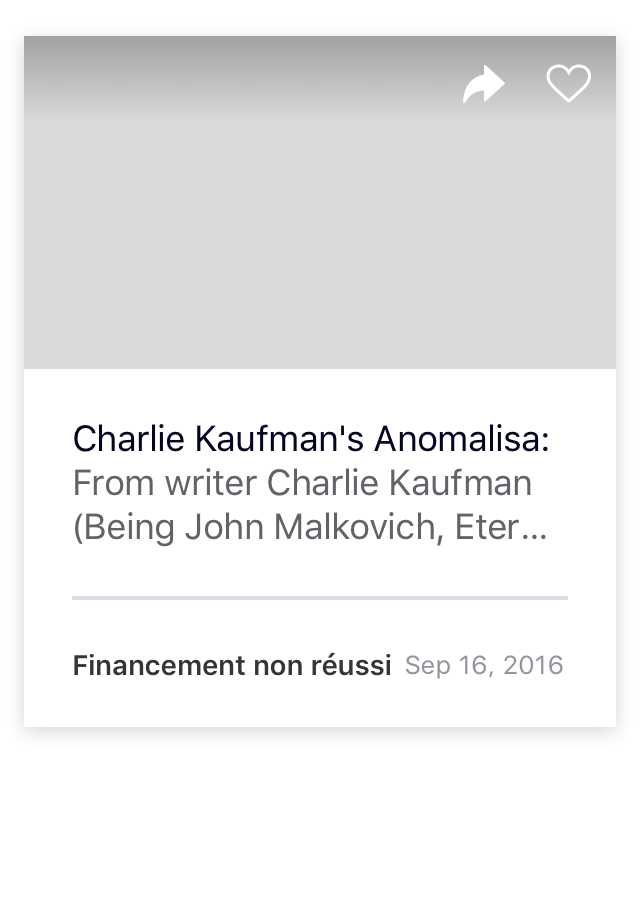 Charlie Kaufman's Anomalisa:
From writer Charlie Kaufman
(Being John Malkovich, Eter...
Financement non réussi Sep 16, 2016